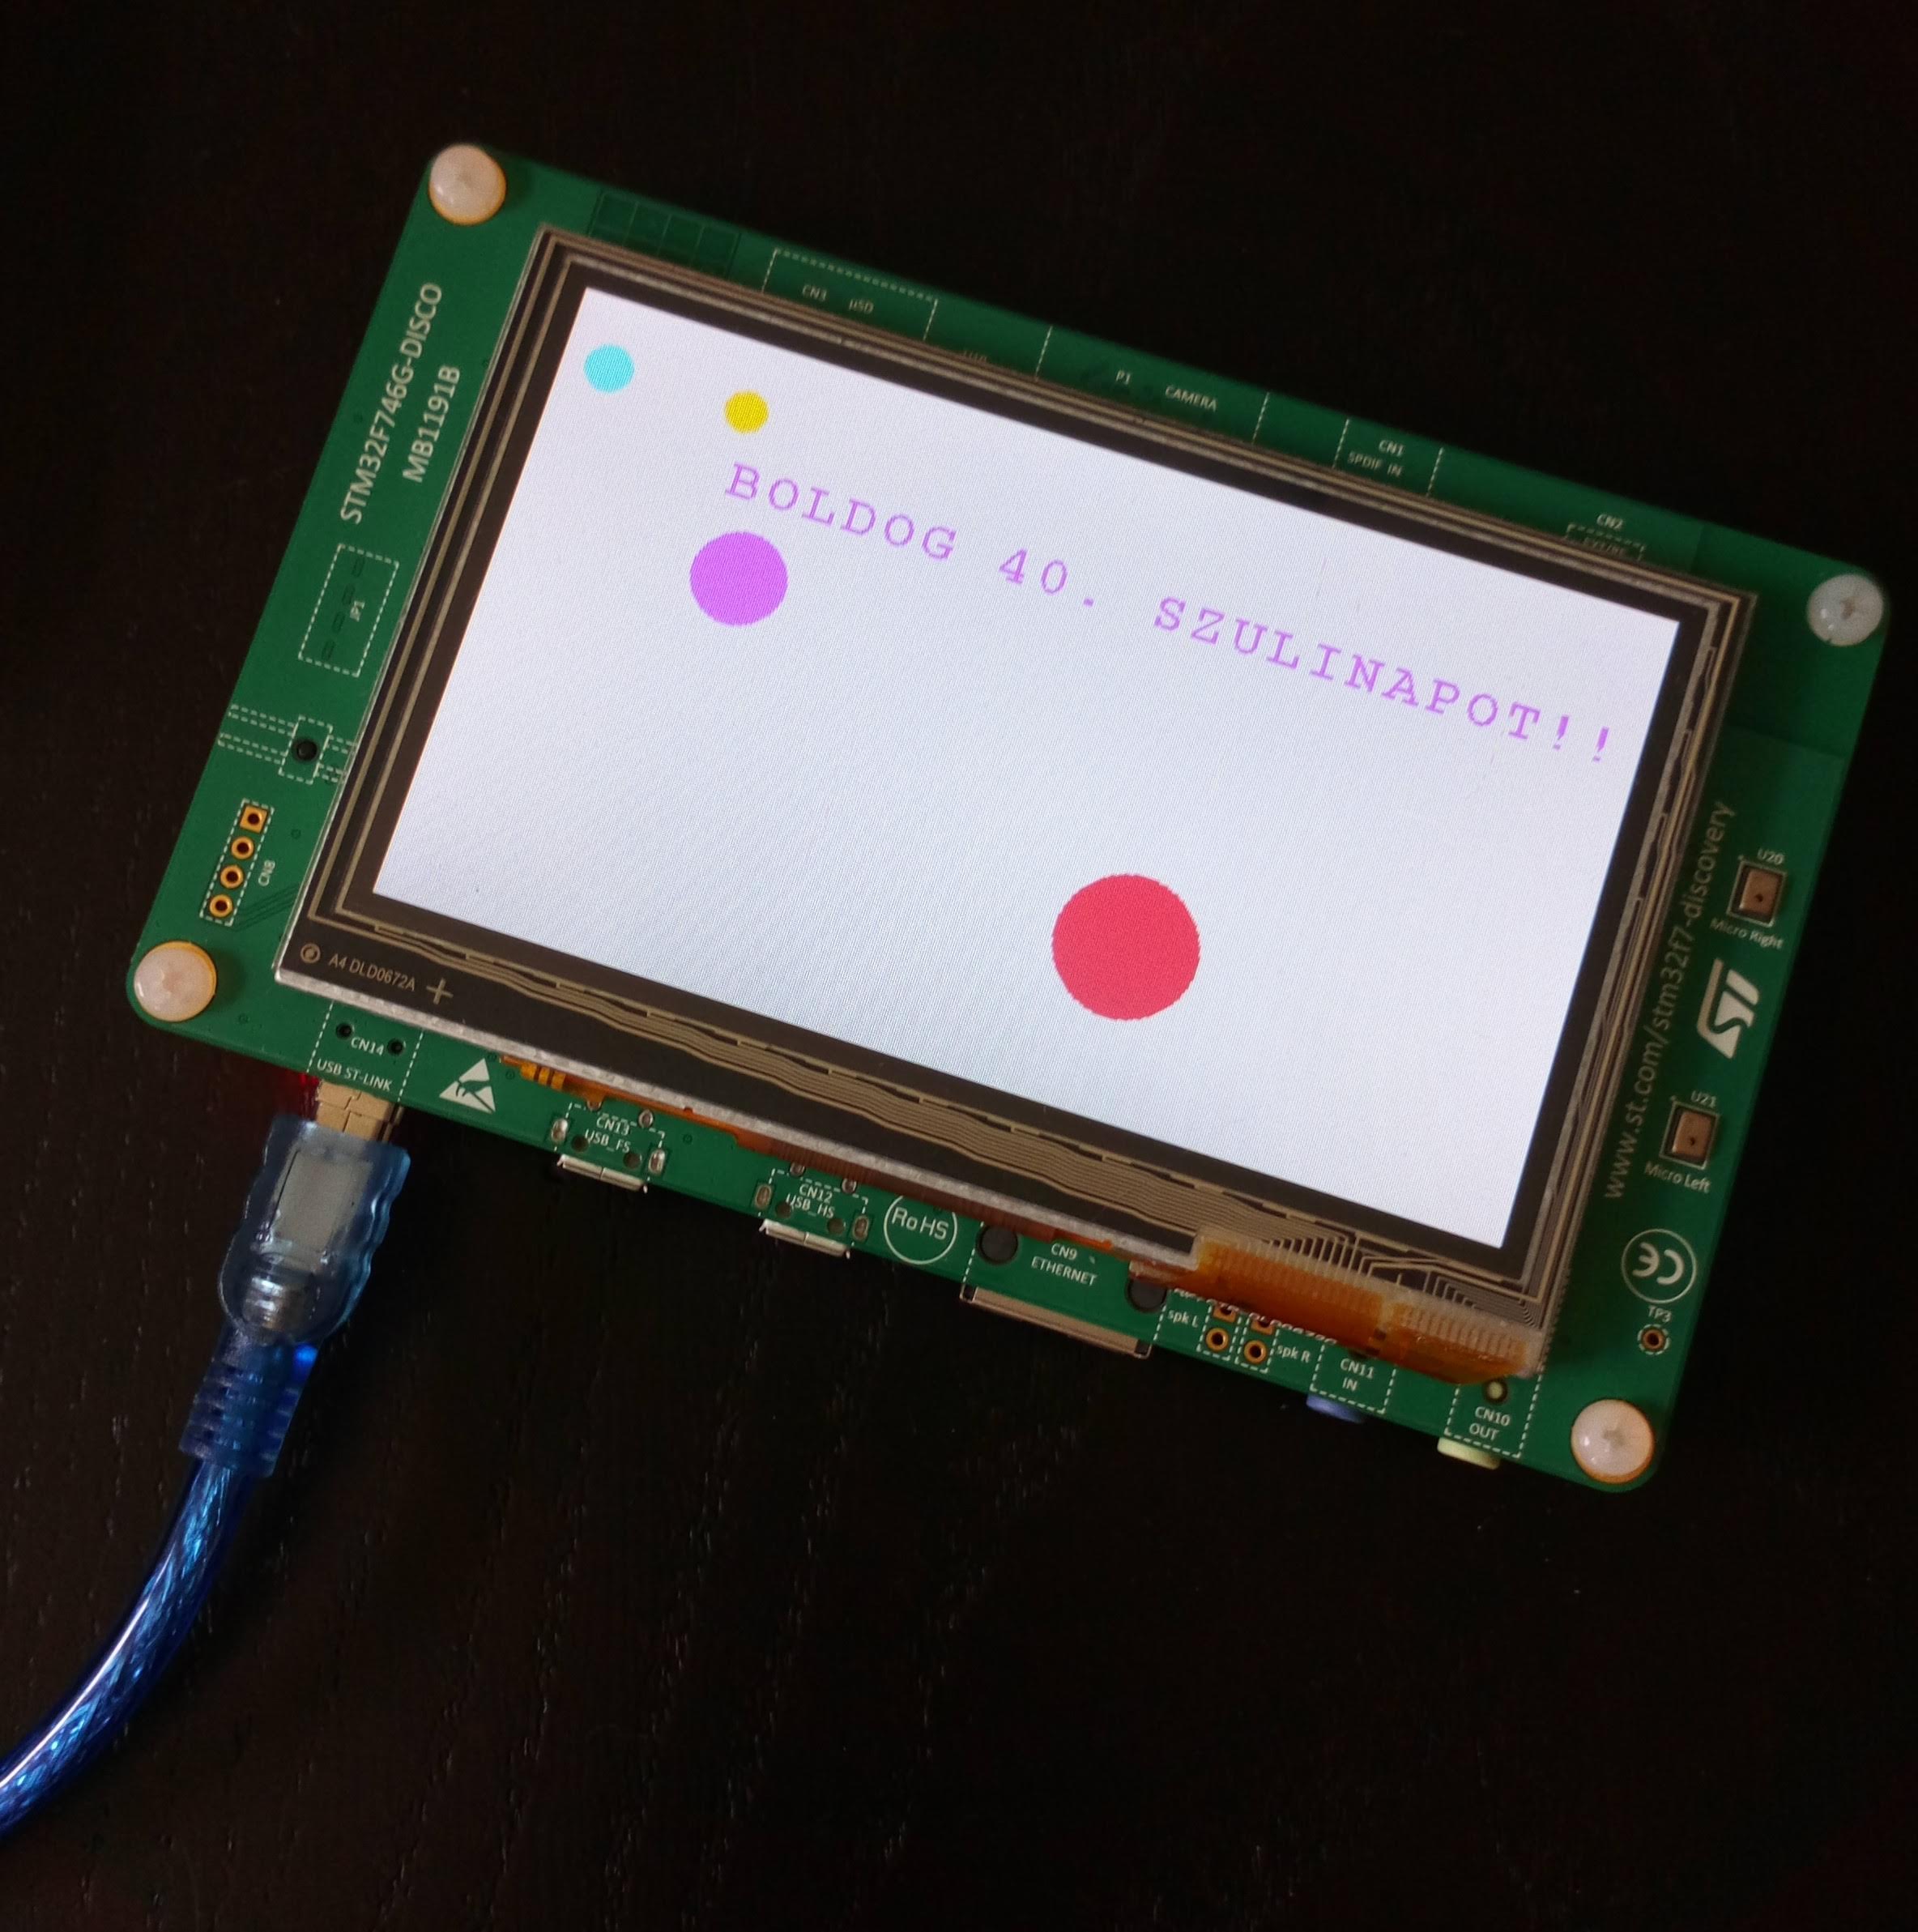 STM32F746G-DISCO
MB1191B
CN3 µSD
P1 CAMERA
CN1
SPDIF IN
CN2
JP1
CN8
BOLDOG 40. SZULINAPOT!!
A4 DLD0672A
CN14
USB ST-LINK
CN13
USB_FS
CN12
USB_HS
RoHS
CN9
ETHERNET
spk L
spk R
CN11
IN
CN10
OUT
www.st.com/stm32f7-discovery
U20
Micro Right
ST
U21
Micro Left
CE
TP3